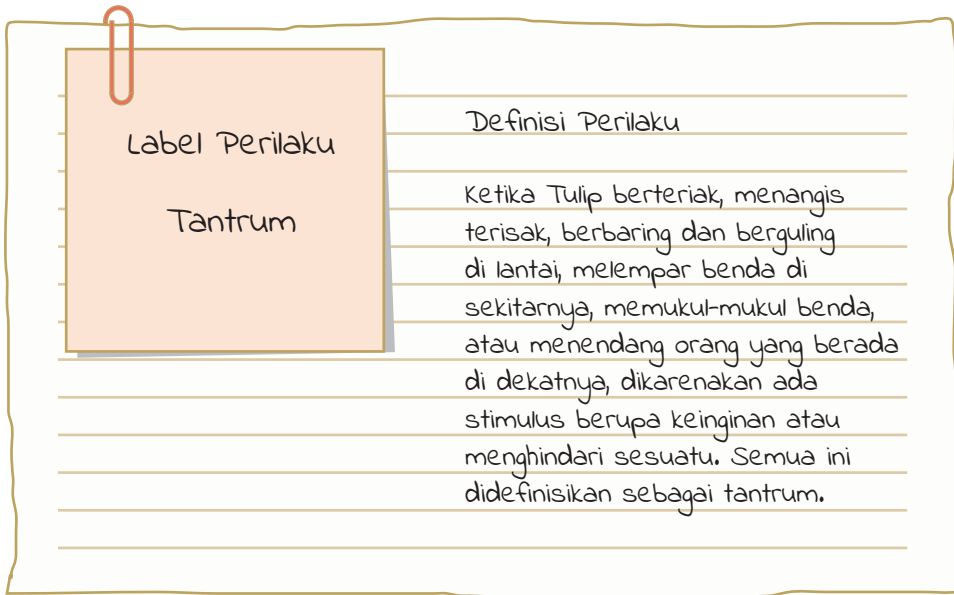 Label Perilaku
Tantrum
Definisi Perilaku
Ketika Tulip berteriak, menangis
terisak, berbaring dan berguling
di lantai, melempar benda di
sekitarnya, memukul-mukul benda,
atau menendang orang yang berada
di dekatnya, dikarenakan ada
stimulus berupa keinginan atau
menghindari sesuatu. Semua ini
didefinisikan sebagai tantrum.